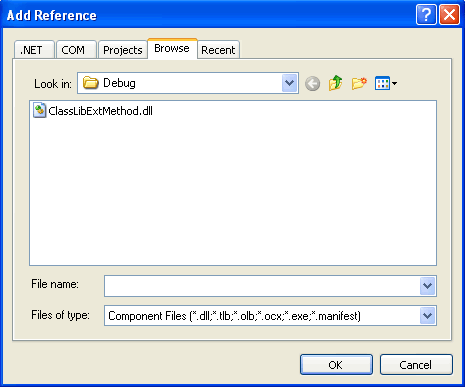 Add Reference
.NET COM Projects Browse Recent
Look in: Debug
ClassLibExtMethod.dll
File name:
Files of type: Component Files (*.dll;*.tlb;*.olb;*.ocx;*.exe;*.manifest)
OK Cancel